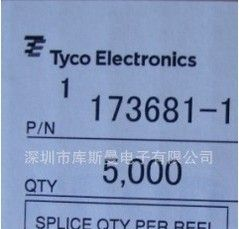 Tyco Electronics
1 173681-1
P/N
深圳市库斯曼电子有限公司
QTY 5,000
SPLICE QTY PER REEL